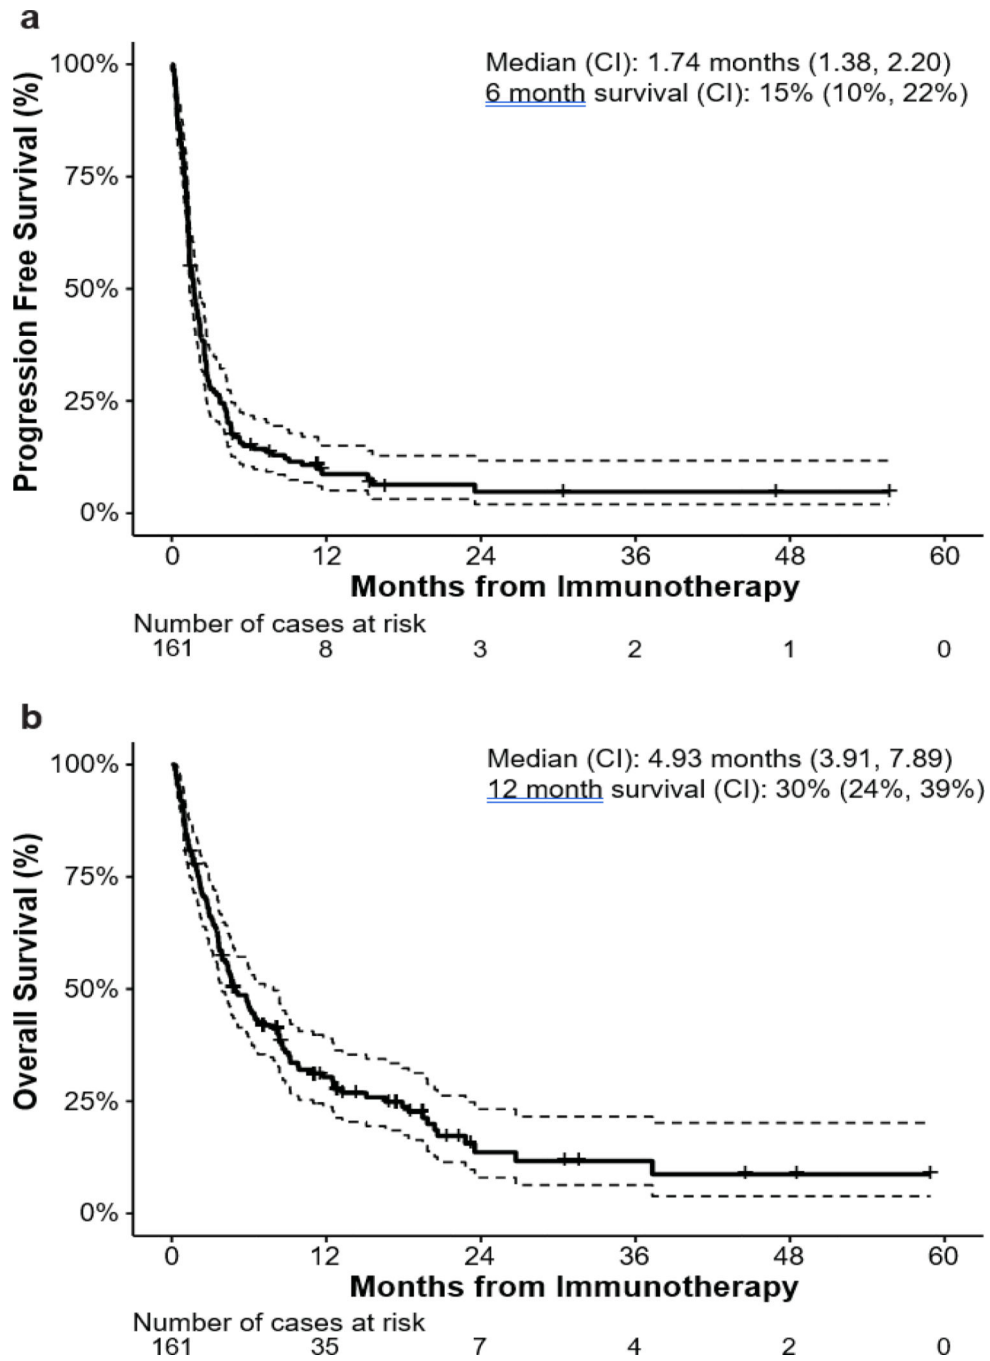 a
Progression Free Survival (%)
Median (CI): 1.74 months (1.38, 2.20)
6 month survival (CI): 15% (10%, 22%)
100%
75%
50%
25%
0%
0 12 24 36 48 60
Months from Immunotherapy
Number of cases at risk
161 8 3 2 1 0
b
Overall Survival (%)
Median (CI): 4.93 months (3.91, 7.89)
12 month survival (CI): 30% (24%, 39%)
100%
75%
50%
25%
0%
0 12 24 36 48 60
Months from Immunotherapy
Number of cases at risk
161 35 7 4 2 0